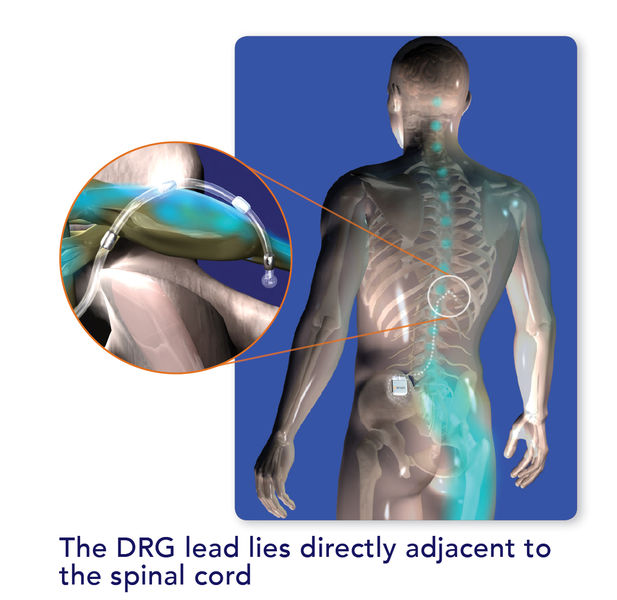 The DRG lead lies directly adjacent to
the spinal cord